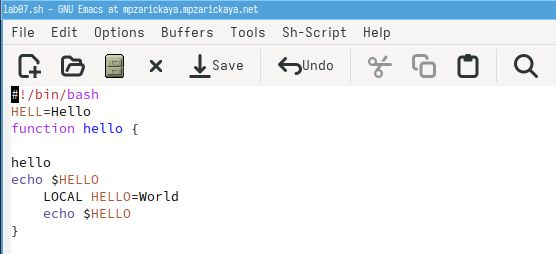 lab07.sh - GNU Emacs at mpzarickaya.mpzarickaya.net
File Edit Options Buffers Tools Sh-Script Help
Save Undo
#!/bin/bash
HELL=Hello
function hello {
hello
echo $HELLO
    LOCAL HELLO=World
    echo $HELLO
}